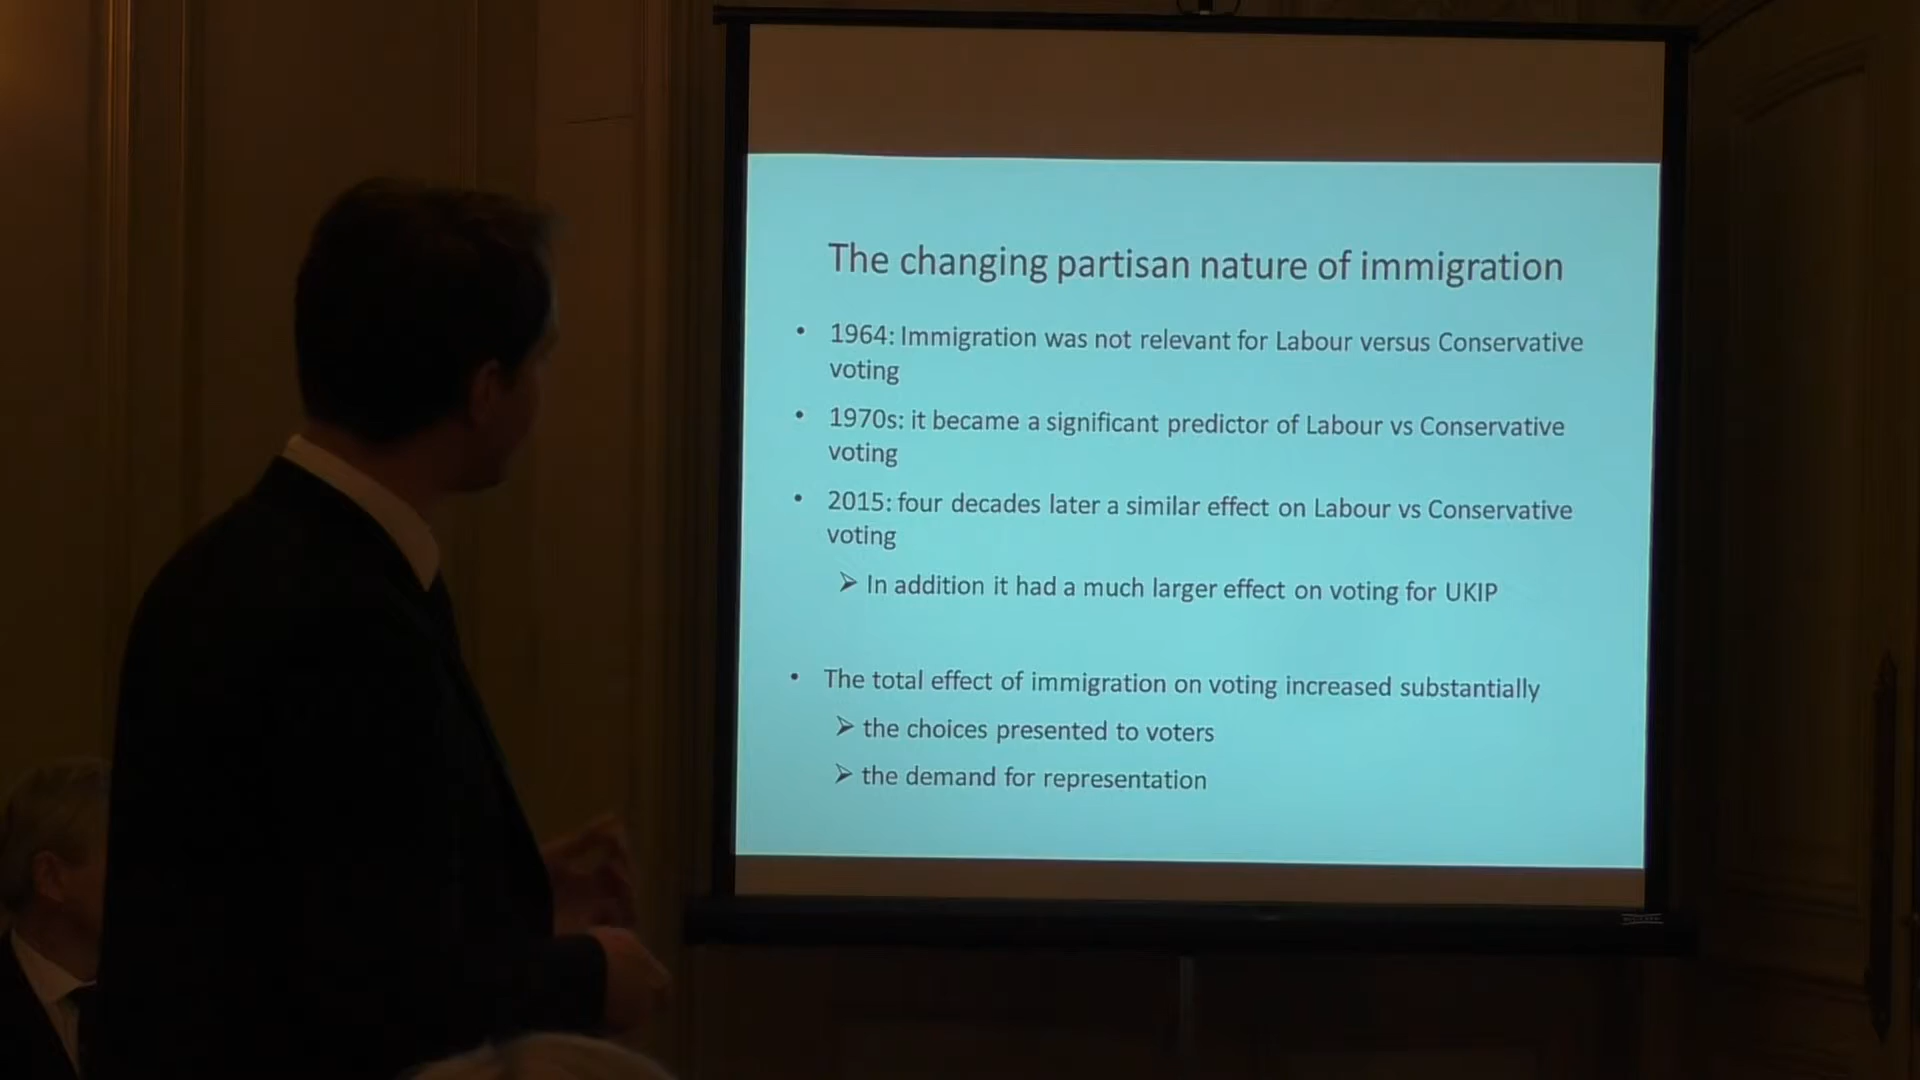 The changing partisan nature of immigration
• 1964: Immigration was not relevant for Labour versus Conservative
voting
• 1970s: it became a significant predictor of Labour vs Conservative
voting
• 2015: four decades later a similar effect on Labour vs Conservative
voting
➢ In addition it had a much larger effect on voting for UKIP
• The total effect of immigration on voting increased substantially
➢ the choices presented to voters
➢ the demand for representation